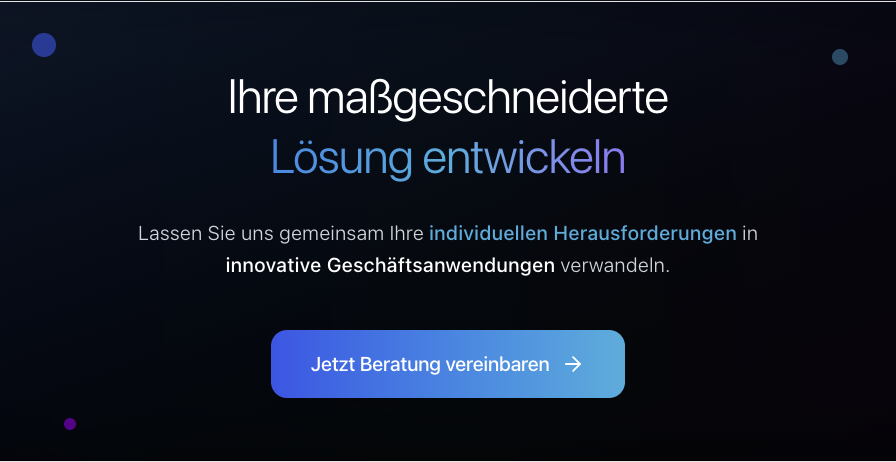 Ihre maßgeschneiderte
Lösung entwickeln
Lassen Sie uns gemeinsam Ihre individuellen Herausforderungen in
innovative Geschäftsanwendungen verwandeln.
Jetzt Beratung vereinbaren →